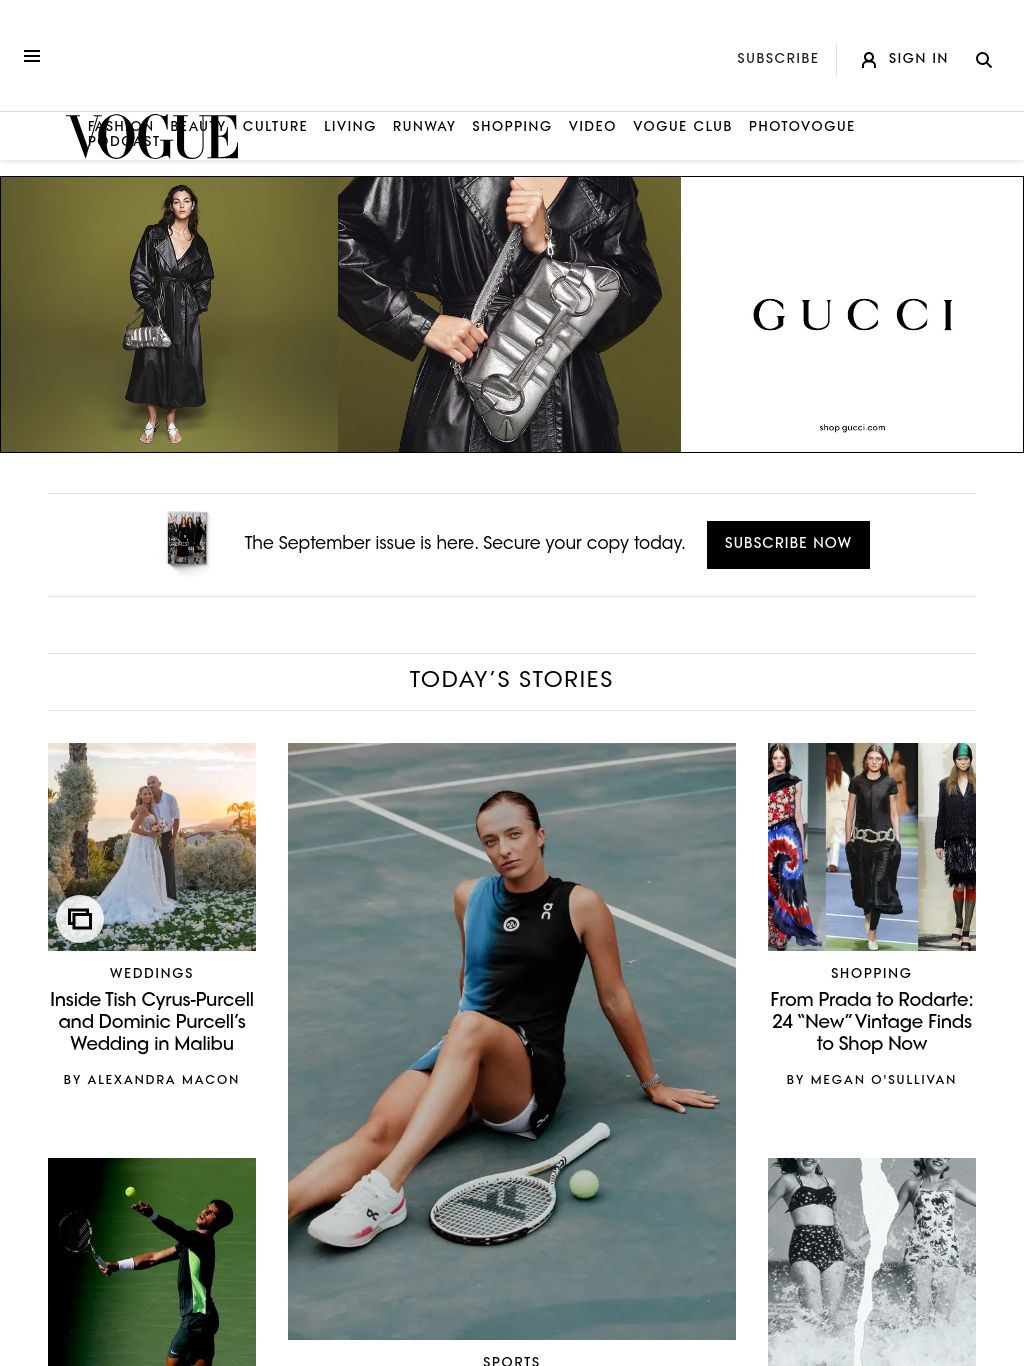 SUBSCRIBE
SIGN IN
VOGUE
FASHION BEAUTY CULTURE LIVING RUNWAY SHOPPING VIDEO VOGUE CLUB PHOTOVOGUE
PODCAST
GUCCI
shop gucci.com
The September issue is here. Secure your copy today.
SUBSCRIBE NOW
TODAY’S STORIES
WEDDINGS
Inside Tish Cyrus-Purcell
and Dominic Purcell’s
Wedding in Malibu
BY ALEXANDRA MACON
SHOPPING
From Prada to Rodarte:
24 “New” Vintage Finds
to Shop Now
BY MEGAN O'SULLIVAN
SPORTS